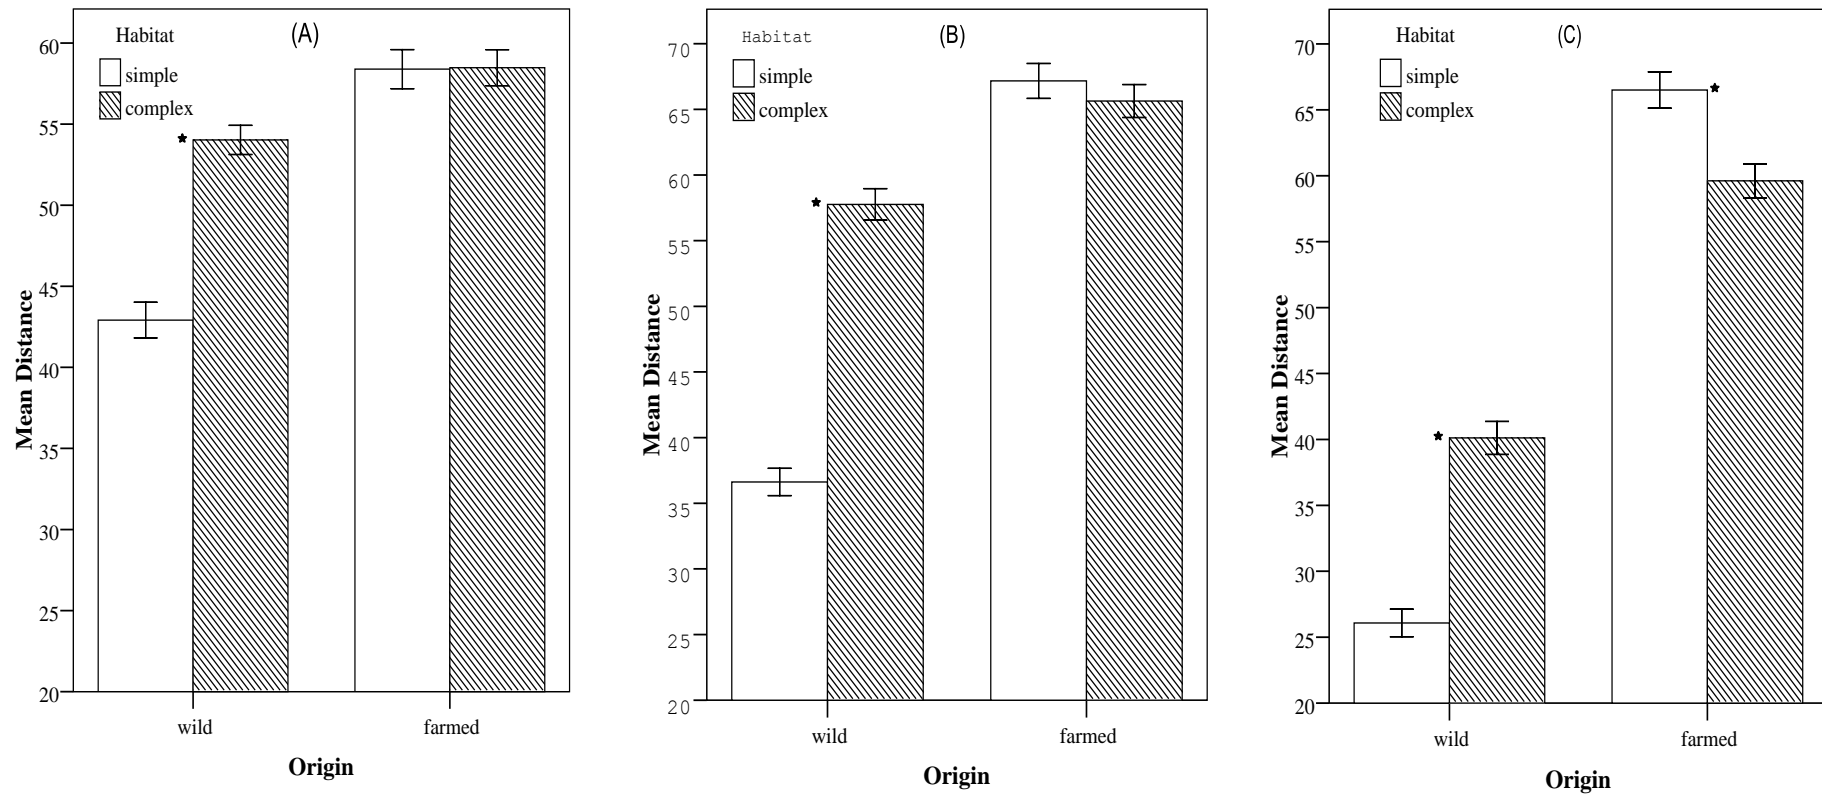 Habitat
(A)
simple
complex
60
55
50
45
40
35
30
25
20
Mean Distance
wild
farmed
Origin
Habitat
(B)
simple
complex
70
65
60
55
50
45
40
35
30
25
20
Mean Distance
wild
farmed
Origin
Habitat
(C)
simple
complex
70
65
60
55
50
45
40
35
30
25
20
Mean Distance
wild
farmed
Origin